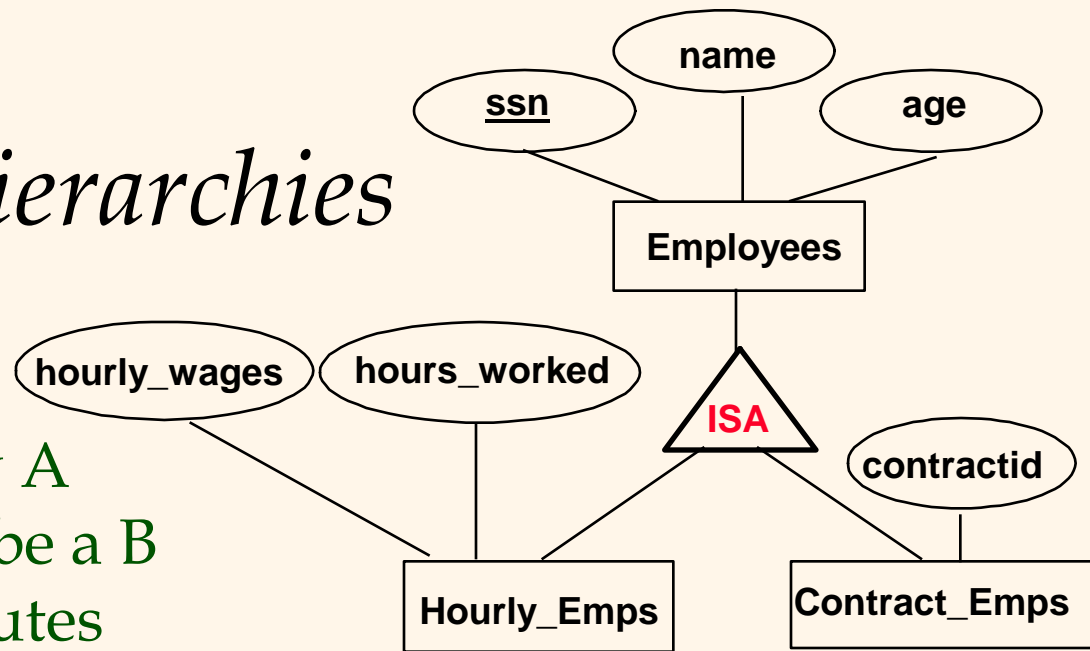 name
ssn
age
ierarchies
Employees
hourly_wages
hours_worked
ISA
contractid
A
be a B
utes
Hourly_Emps
Contract_Emps